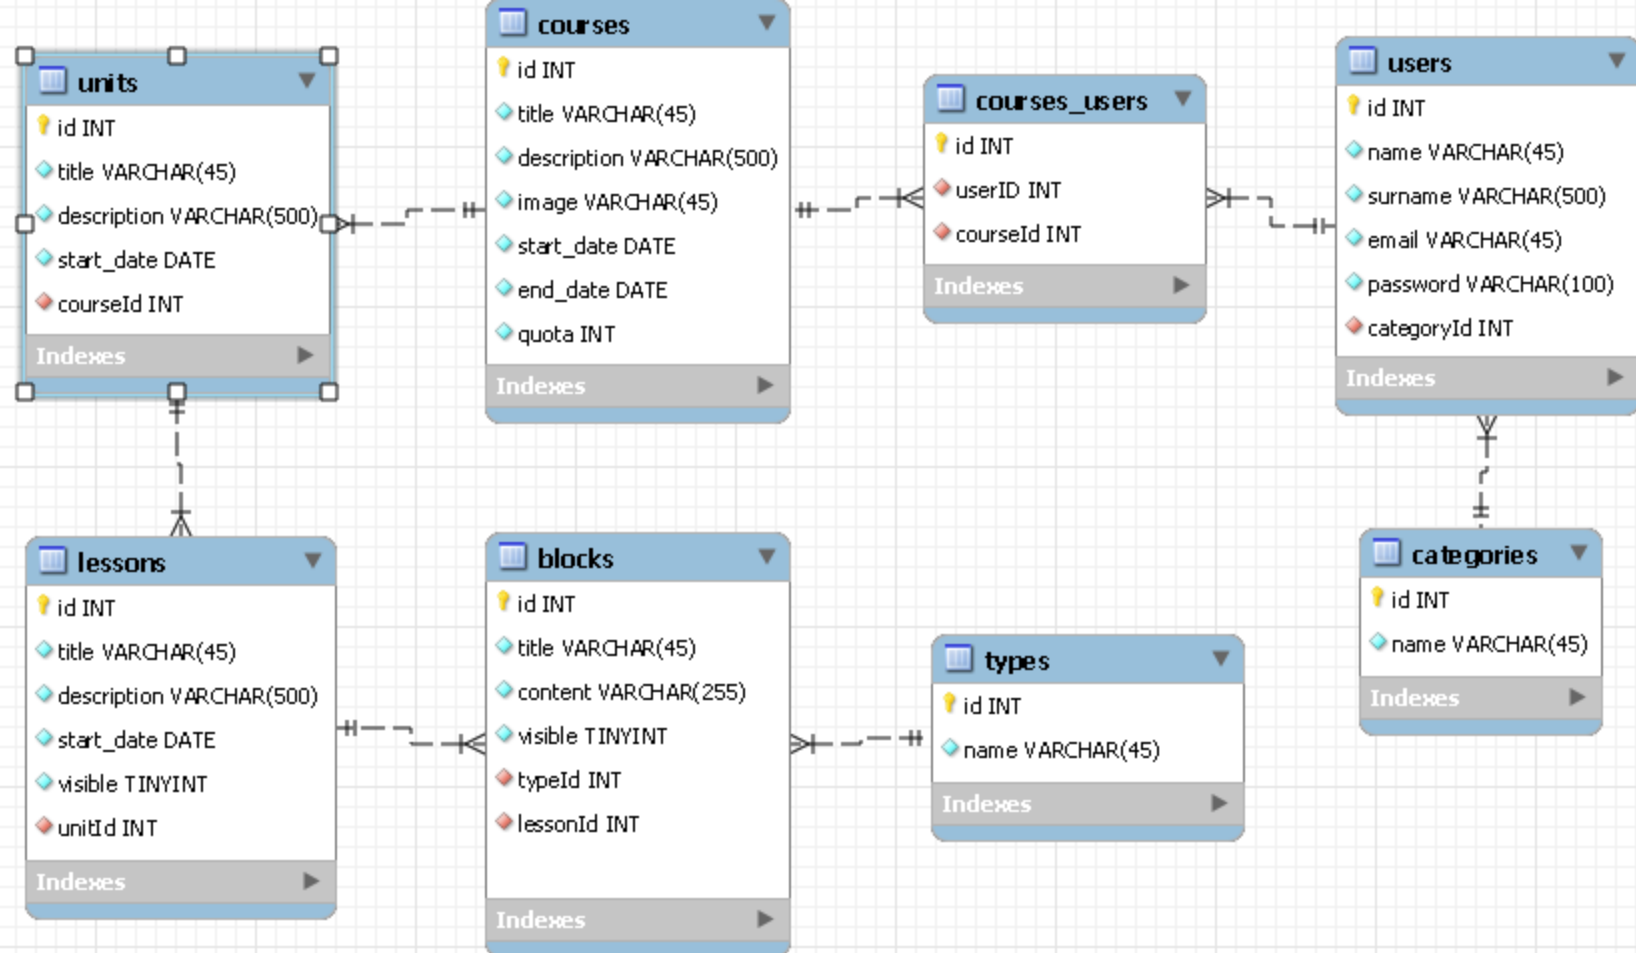 units
id INT
title VARCHAR(45)
description VARCHAR(500)
start_date DATE
courseId INT
Indexes
courses
id INT
title VARCHAR(45)
description VARCHAR(500)
image VARCHAR(45)
start_date DATE
end_date DATE
quota INT
Indexes
courses_users
id INT
userID INT
courseId INT
Indexes
users
id INT
name VARCHAR(45)
surname VARCHAR(500)
email VARCHAR(45)
password VARCHAR(100)
categoryId INT
Indexes
lessons
id INT
title VARCHAR(45)
description VARCHAR(500)
start_date DATE
visible TINYINT
unitId INT
Indexes
blocks
id INT
title VARCHAR(45)
content VARCHAR(255)
visible TINYINT
typeId INT
lessonId INT
Indexes
types
id INT
name VARCHAR(45)
Indexes
categories
id INT
name VARCHAR(45)
Indexes